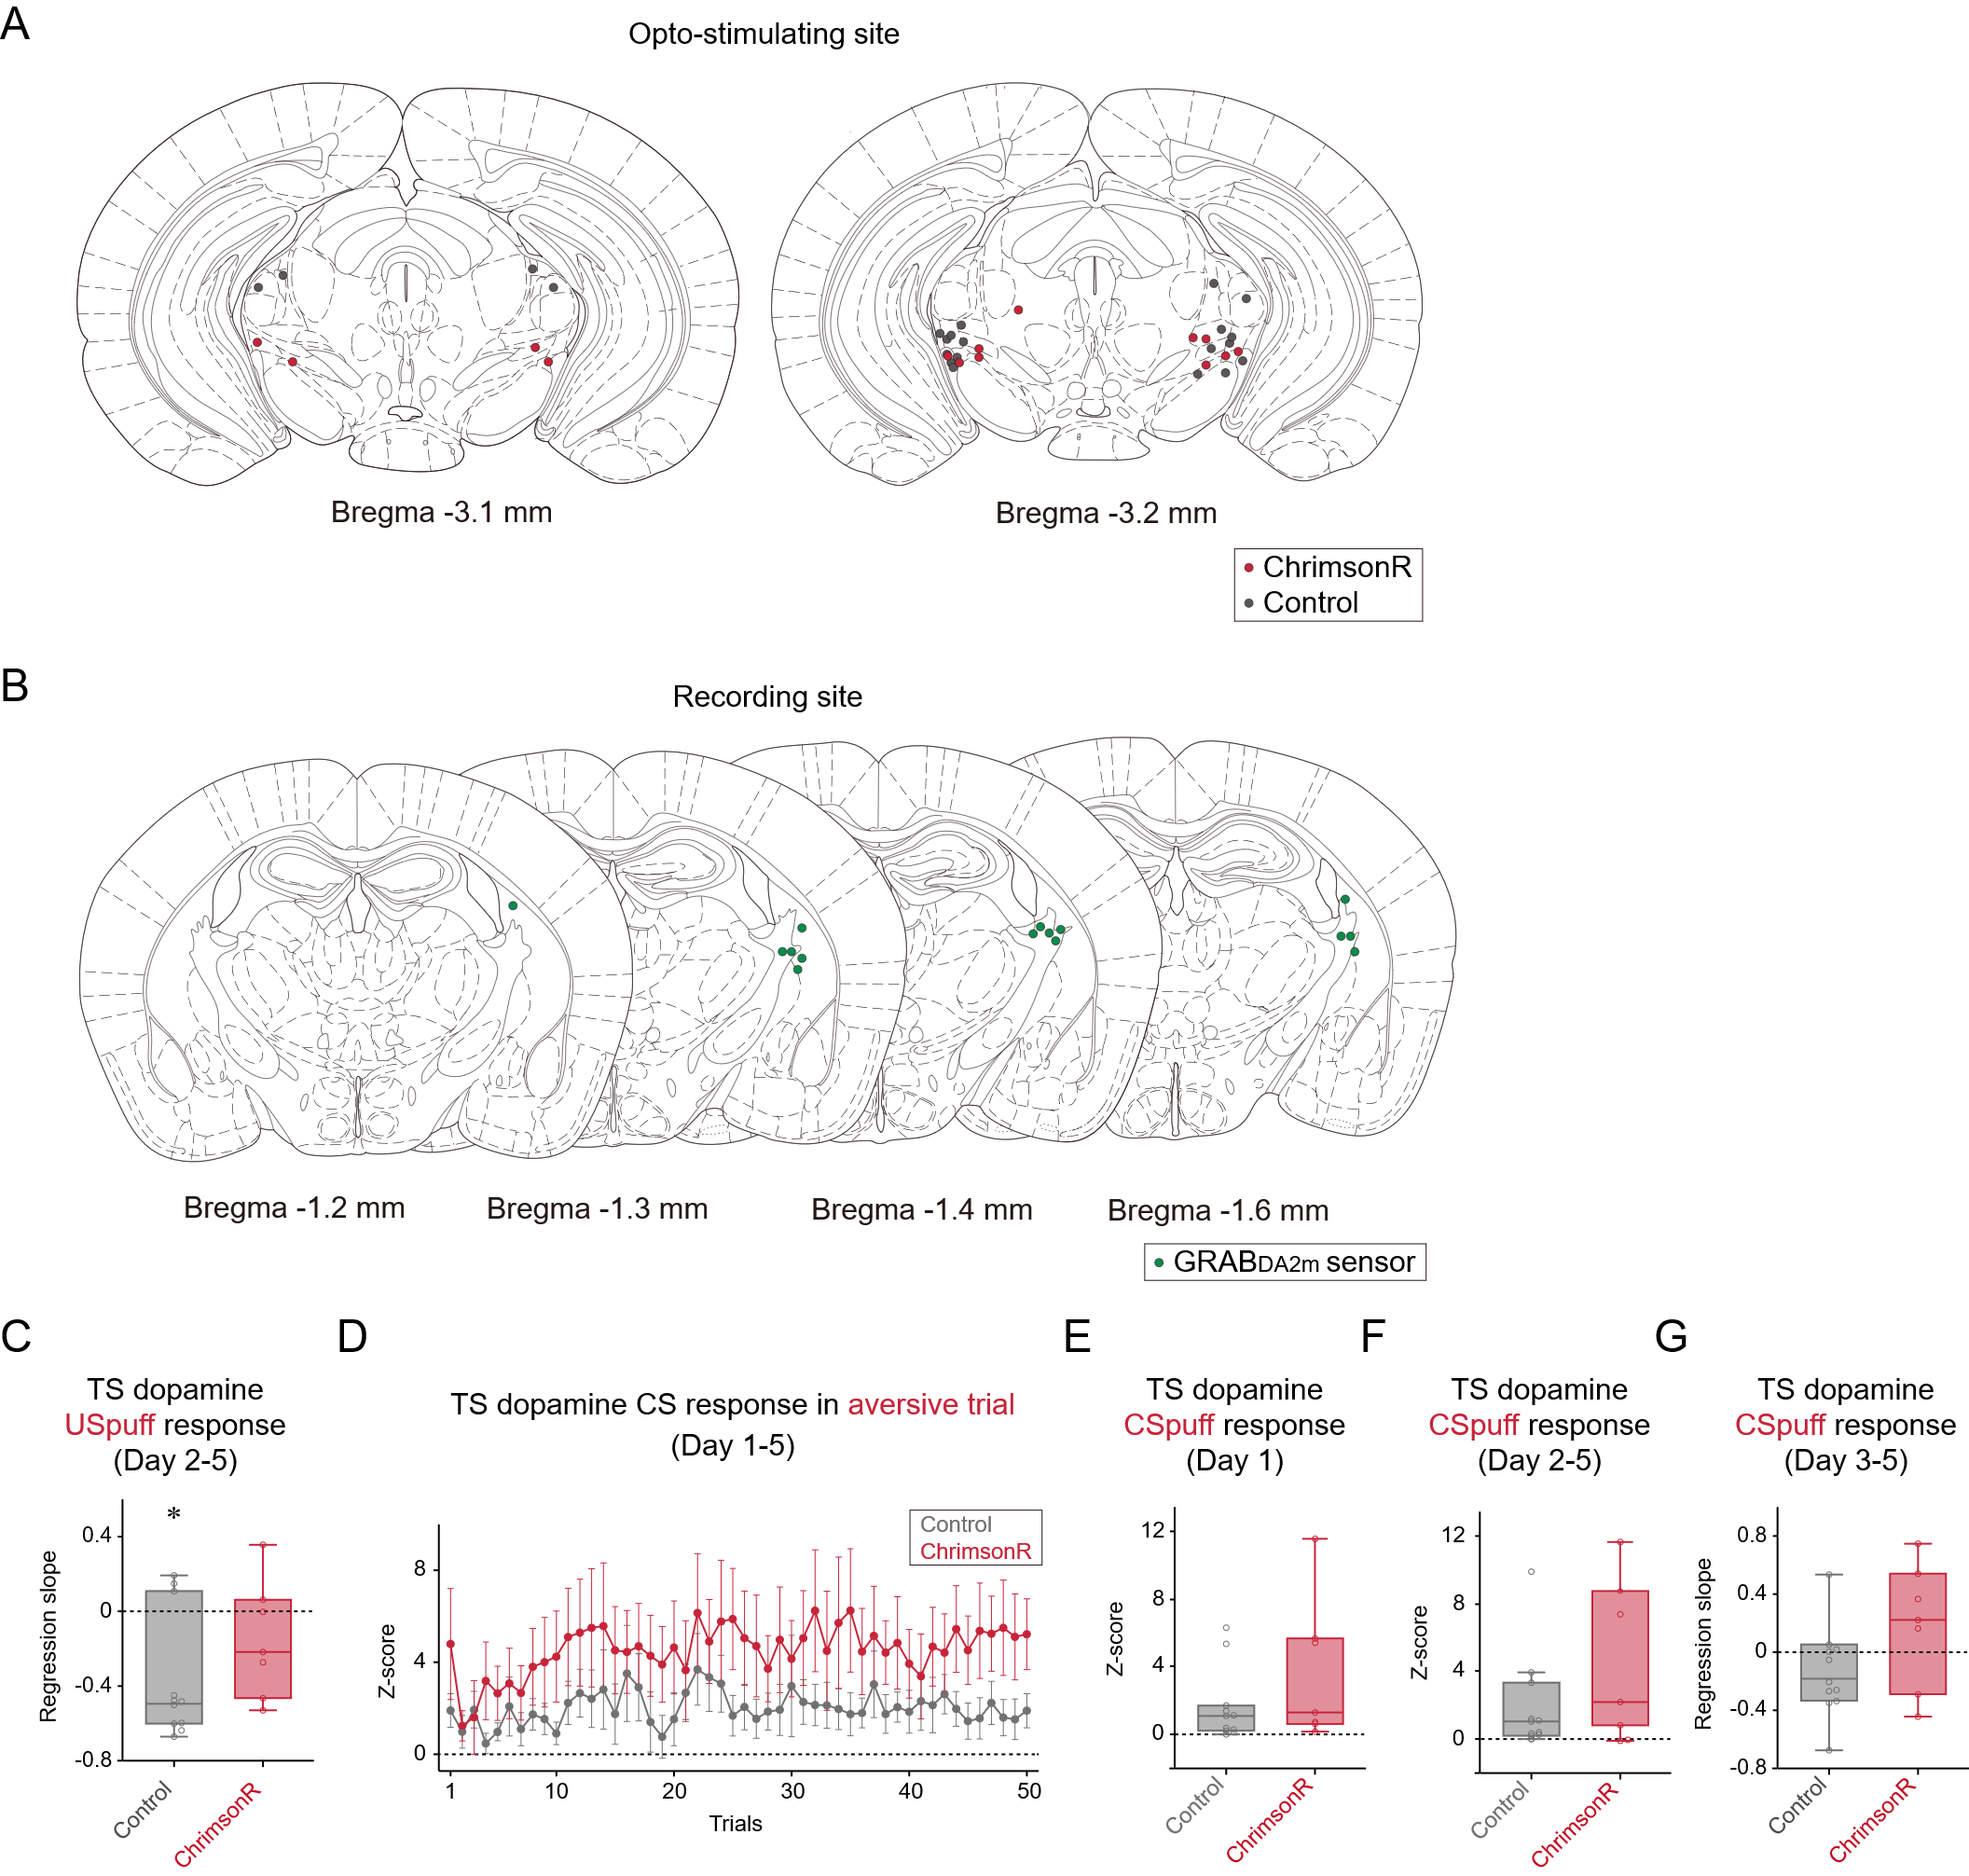 A
Opto-stimulating site
Bregma -3.1 mm
Bregma -3.2 mm
ChrimsonR
Control
B
Recording site
Bregma -1.2 mm
Bregma -1.3 mm
Bregma -1.4 mm
Bregma -1.6 mm
GRABDA2m sensor
C
TS dopamine
USpuff response
(Day 2-5)
*
Regression slope
0.4
0
-0.4
-0.8
Control
ChrimsonR
D
TS dopamine CS response in aversive trial
(Day 1-5)
Control
ChrimsonR
Z-score
8
4
0
1
10
20
30
40
50
Trials
E
TS dopamine
CSpuff response
(Day 1)
Z-score
12
8
4
0
Control
ChrimsonR
F
TS dopamine
CSpuff response
(Day 2-5)
Z-score
12
8
4
0
Control
ChrimsonR
G
TS dopamine
CSpuff response
(Day 3-5)
Regression slope
0.8
0.4
0
-0.4
-0.8
Control
ChrimsonR